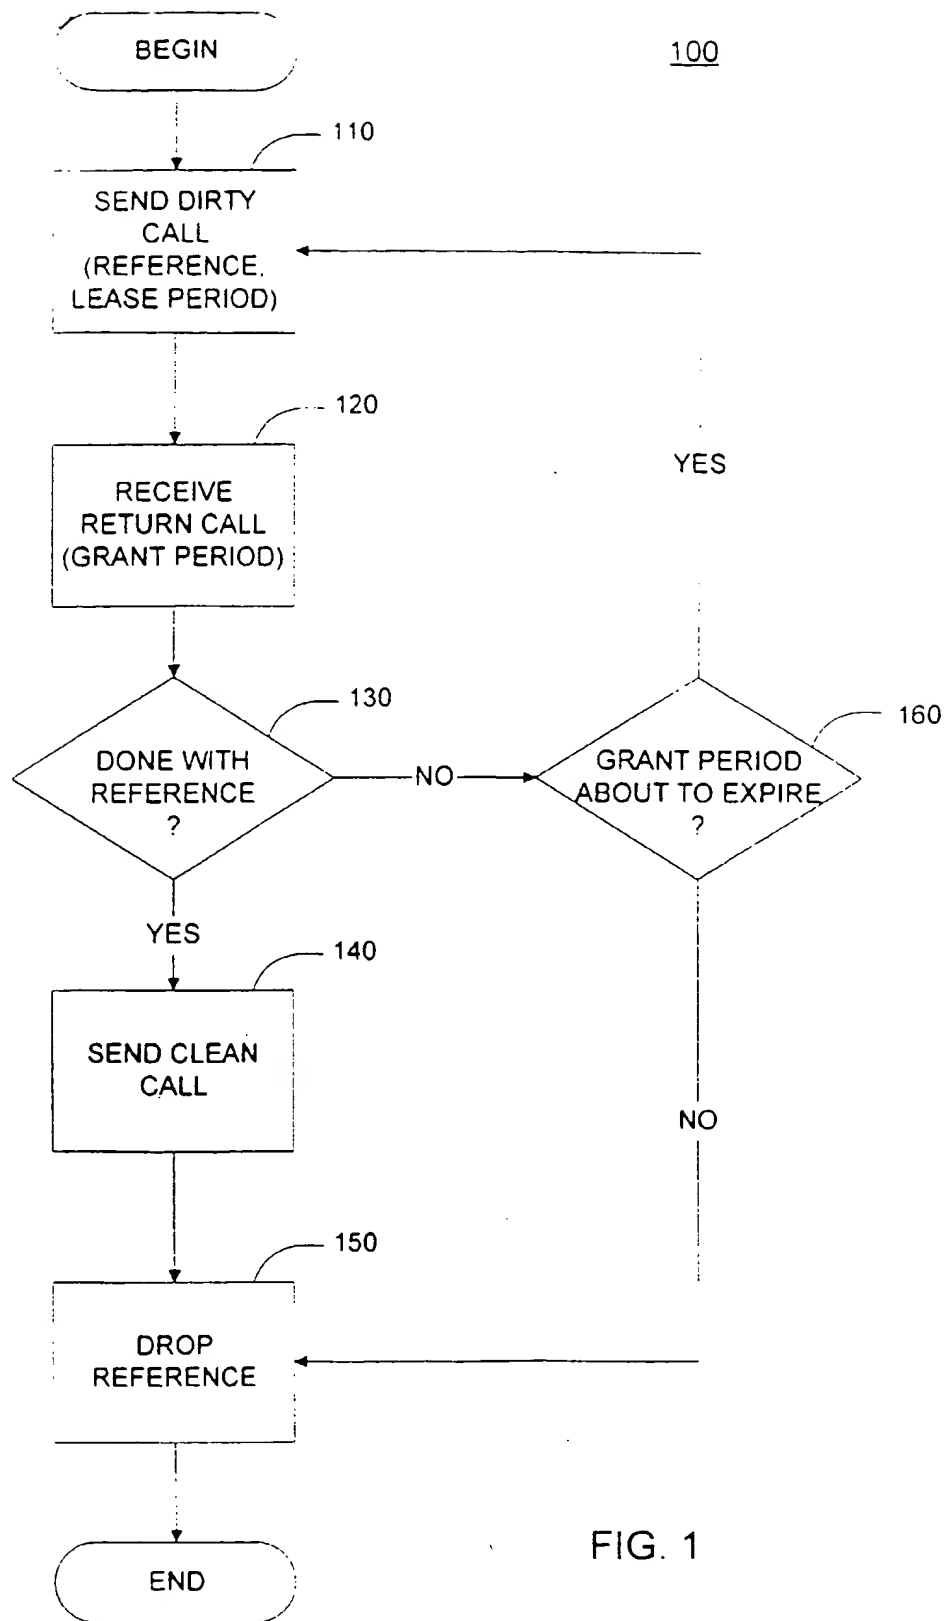 BEGIN
100
110
SEND DIRTY
CALL
(REFERENCE,
LEASE PERIOD)
120
RECEIVE
RETURN CALL
(GRANT PERIOD)
YES
130
DONE WITH
REFERENCE
?
NO
160
GRANT PERIOD
ABOUT TO EXPIRE
?
YES
140
SEND CLEAN
CALL
NO
150
DROP
REFERENCE
END
FIG. 1